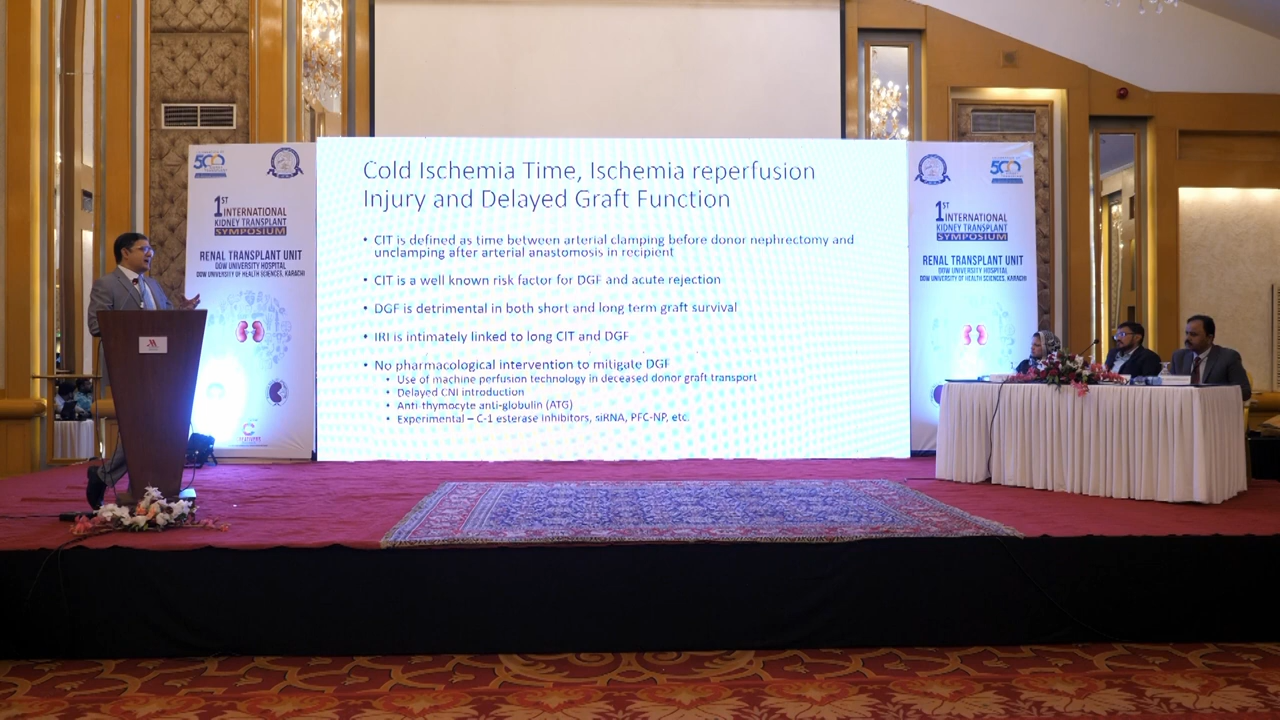 Cold Ischemia Time, Ischemia reperfusion
Injury and Delayed Graft Function
• CIT is defined as time between arterial clamping before donor nephrectomy and
unclamping after arterial anastomosis in recipient
• CIT is a well known risk factor for DGF and acute rejection
• DGF is detrimental in both short and long term graft survival
• IRI is intimately linked to long CIT and DGF
• No pharmacological intervention to mitigate DGF
• Use of machine perfusion technology in deceased donor graft transport
• Delayed CNI introduction
• Anti thymocyte anti-globulin (ATG)
• Experimental – C-1 esterase inhibitors, siRNA, PFC-NP, etc.
500
1ST
INTERNATIONAL
KIDNEY TRANSPLANT
SYMPOSIUM
RENAL TRANSPLANT UNIT
DOW UNIVERSITY HOSPITAL
DOW UNIVERSITY OF HEALTH SCIENCES, KARACHI
500
1ST
INTERNATIONAL
KIDNEY TRANSPLANT
SYMPOSIUM
RENAL TRANSPLANT UNIT
DOW UNIVERSITY HOSPITAL
DOW UNIVERSITY OF HEALTH SCIENCES, KARACHI